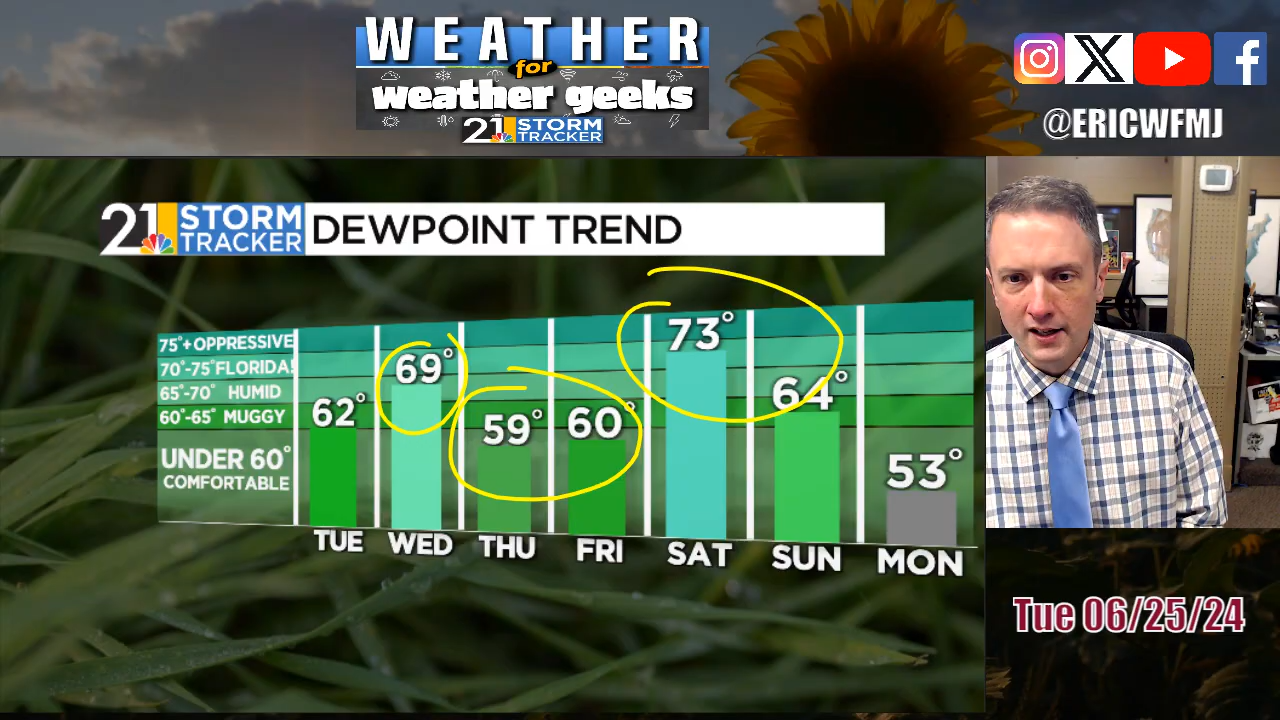 WEATHER
for
weather geeks
21 STORM
TRACKER
@ERICWFMJ
21 STORM
TRACKER
DEWPOINT TREND
75°+ OPPRESSIVE
70°-75° FLORIDA!
65°-70° HUMID
60°-65° MUGGY
UNDER 60°
COMFORTABLE
62° 69° 59° 60° 73° 64° 53°
TUE WED THU FRI SAT SUN MON
Tue 06/25/24